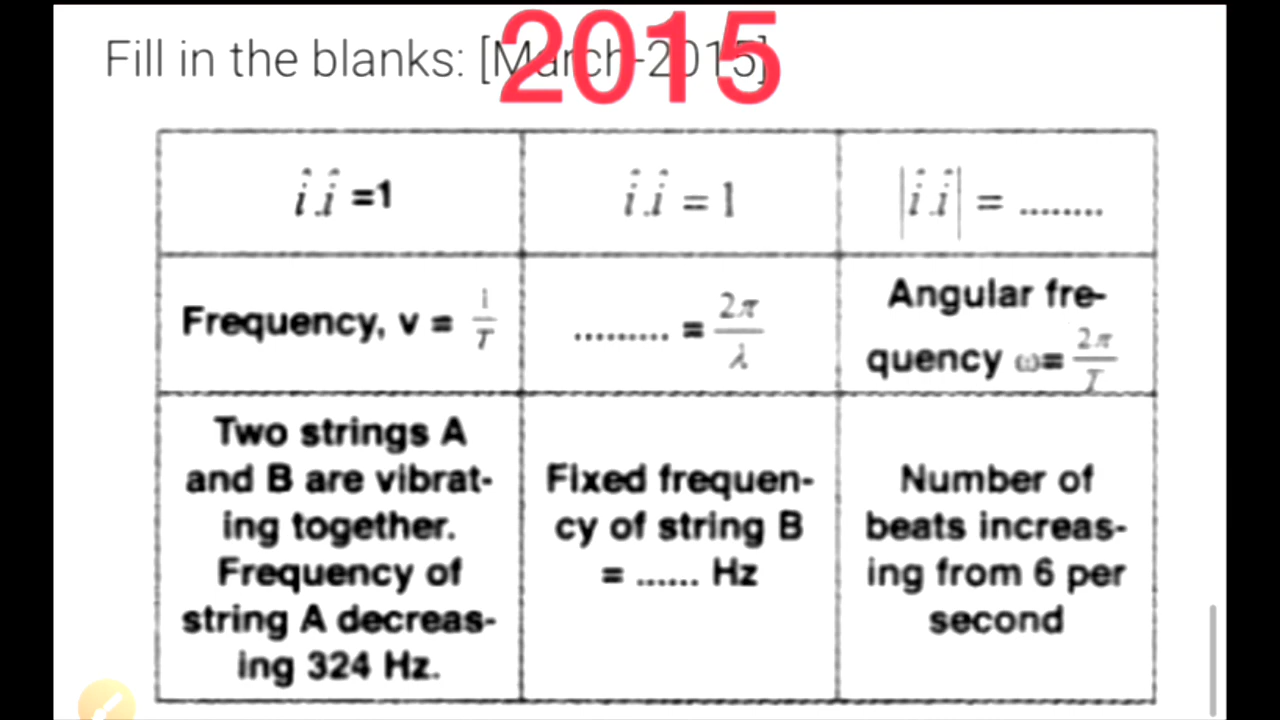 2015
Fill in the blanks: [March-2015]
î.î =1
î.î = 1
|î.î| = ........
Frequency, v = 1/T
......... = 2π/λ
Angular fre-
quency ω= 2π/T
Two strings A
and B are vibrat-
ing together.
Frequency of
string A decreas-
ing 324 Hz.
Fixed frequen-
cy of string B
= ...... Hz
Number of
beats increas-
ing from 6 per
second